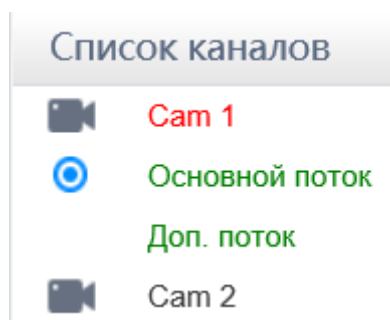 Список каналов
Cam 1
Основной поток
Доп. поток
Cam 2